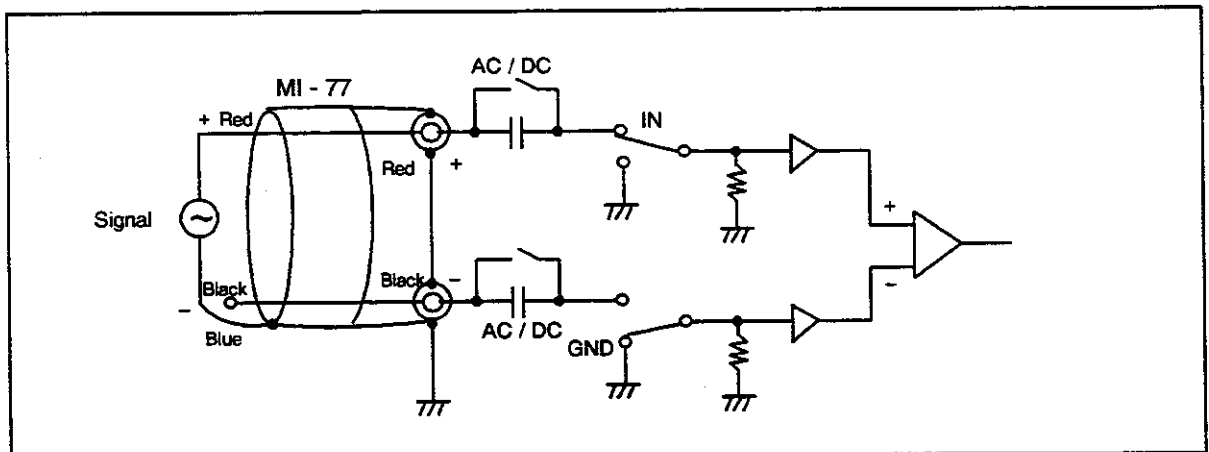 AC / DC
MI - 77
+ Red
IN
Red
+
Signal
+
Black
Black
−
−
−
AC / DC
Blue
GND